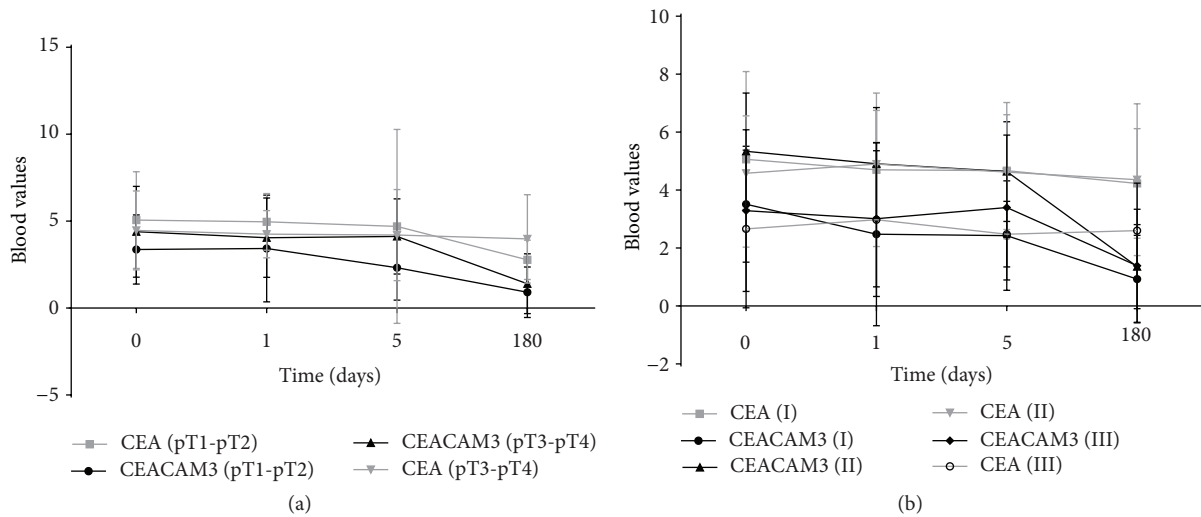 15
10
5
0
−5
Blood values
0 1 5 180
Time (days)
CEA (pT1-pT2)
CEACAM3 (pT1-pT2)
CEACAM3 (pT3-pT4)
CEA (pT3-pT4)
(a)
10
8
6
4
2
0
−2
Blood values
0 1 5 180
Time (days)
CEA (I)
CEACAM3 (I)
CEACAM3 (II)
CEA (II)
CEACAM3 (III)
CEA (III)
(b)